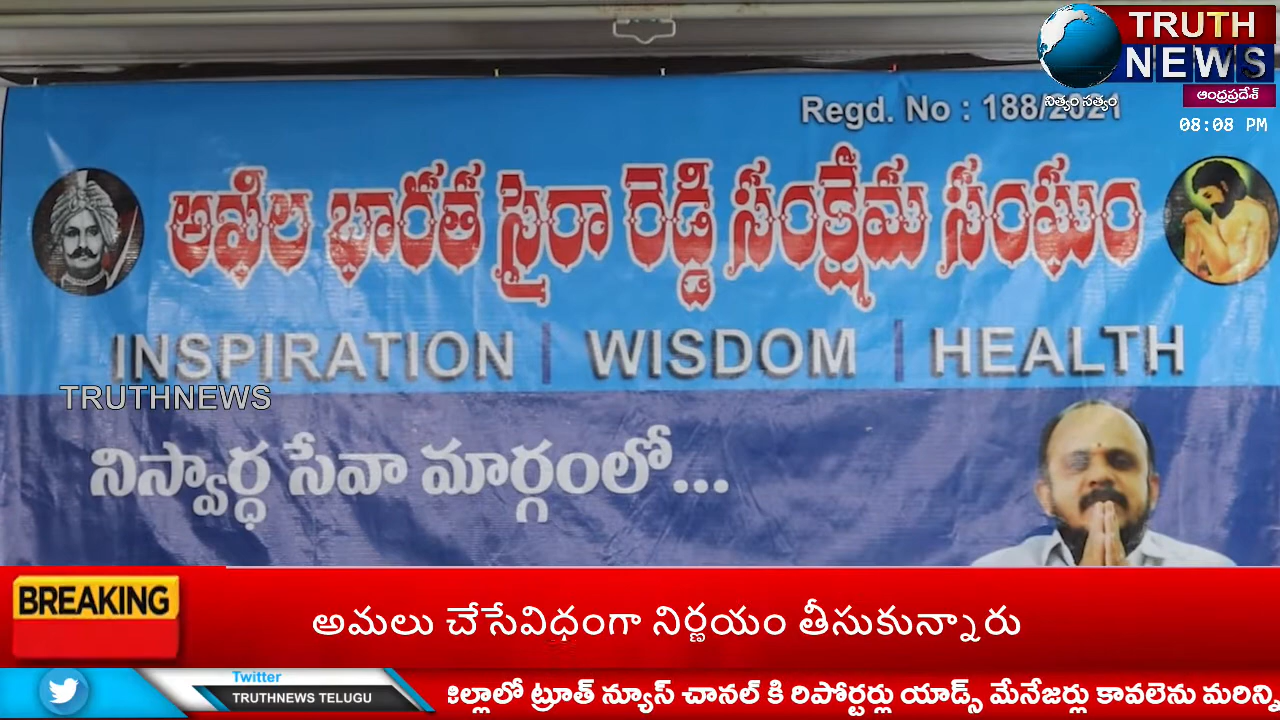 TRUTH
NEWS
ఆంధ్రప్రదేశ్
నిత్యం సత్యం
08:08 PM
Regd. No : 188/2021
అఖిల భారత సైరా రెడ్డి సంక్షేమ సంఘం
INSPIRATION | WISDOM | HEALTH
TRUTHNEWS
నిస్వార్ధ సేవా మార్గంలో...
BREAKING
అమలు చేసేవిధంగా నిర్ణయం తీసుకున్నారు
Twitter
TRUTHNEWS TELUGU
జిల్లాలో ట్రూత్ న్యూస్ చానల్ కి రిపోర్టర్లు యాడ్స్ మేనేజర్లు కావలెను మరిన్ని